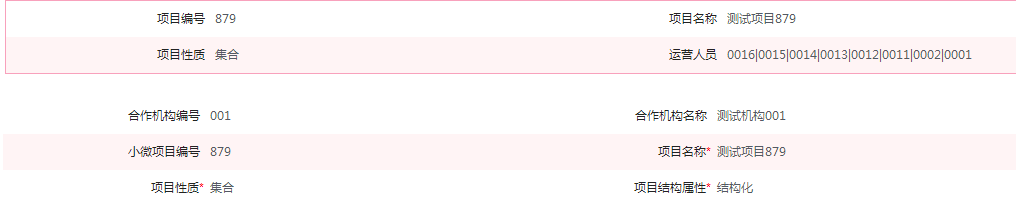 项目编号 879 项目名称 测试项目879
项目性质 集合 运营人员 0016|0015|0014|0013|0012|0011|0002|0001
合作机构编号 001 合作机构名称 测试机构001
小微项目编号 879 项目名称* 测试项目879
项目性质* 集合 项目结构属性* 结构化